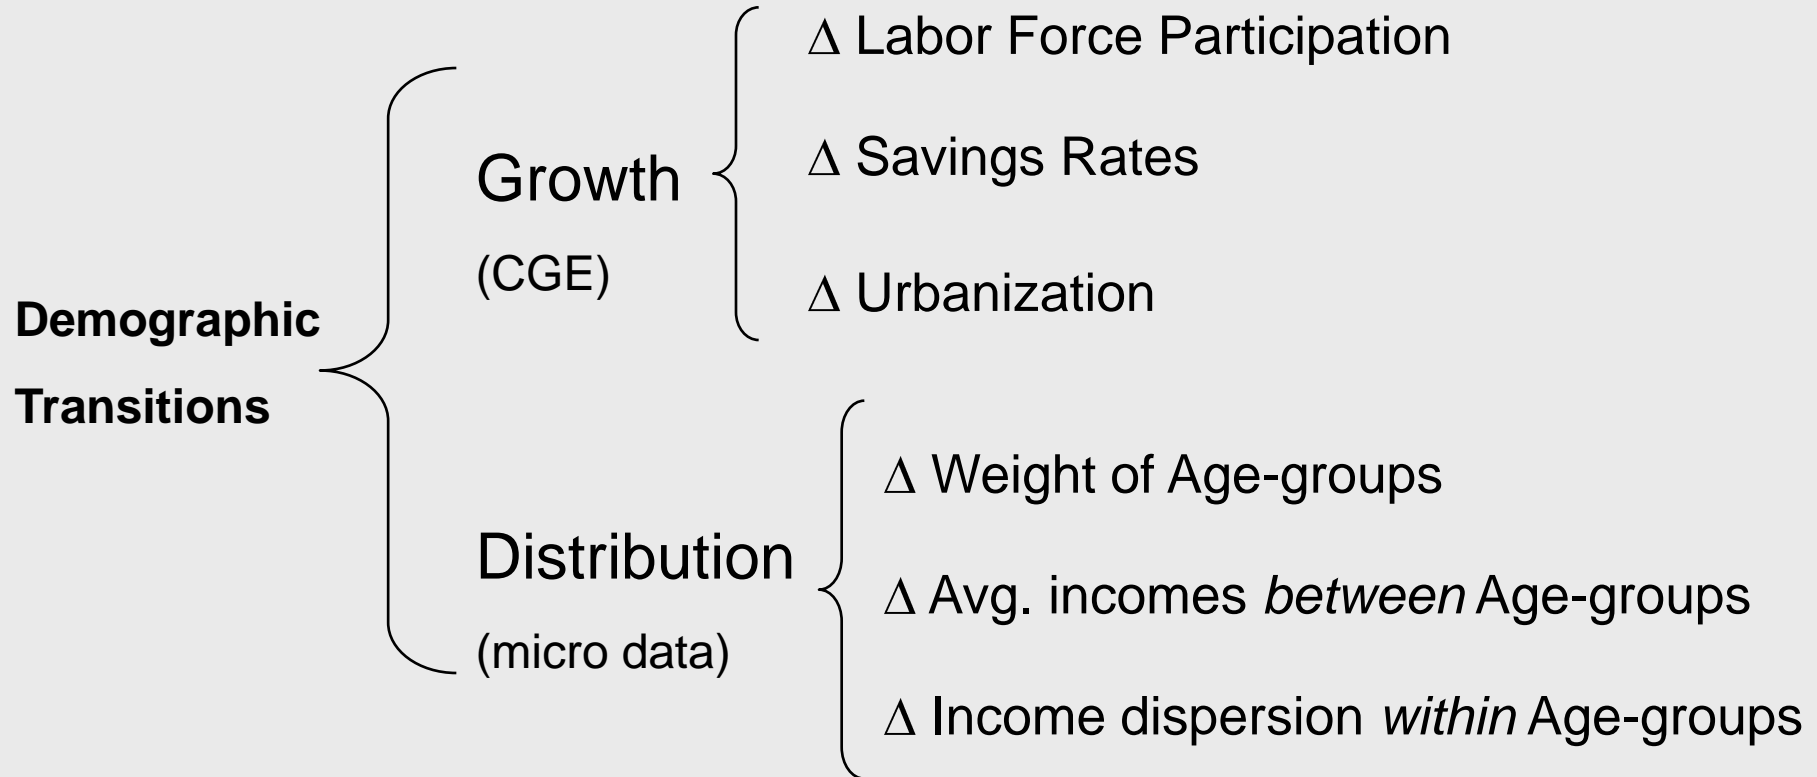 Demographic
Transitions
Growth
(CGE)
Δ Labor Force Participation
Δ Savings Rates
Δ Urbanization
Distribution
(micro data)
Δ Weight of Age-groups
Δ Avg. incomes between Age-groups
Δ Income dispersion within Age-groups